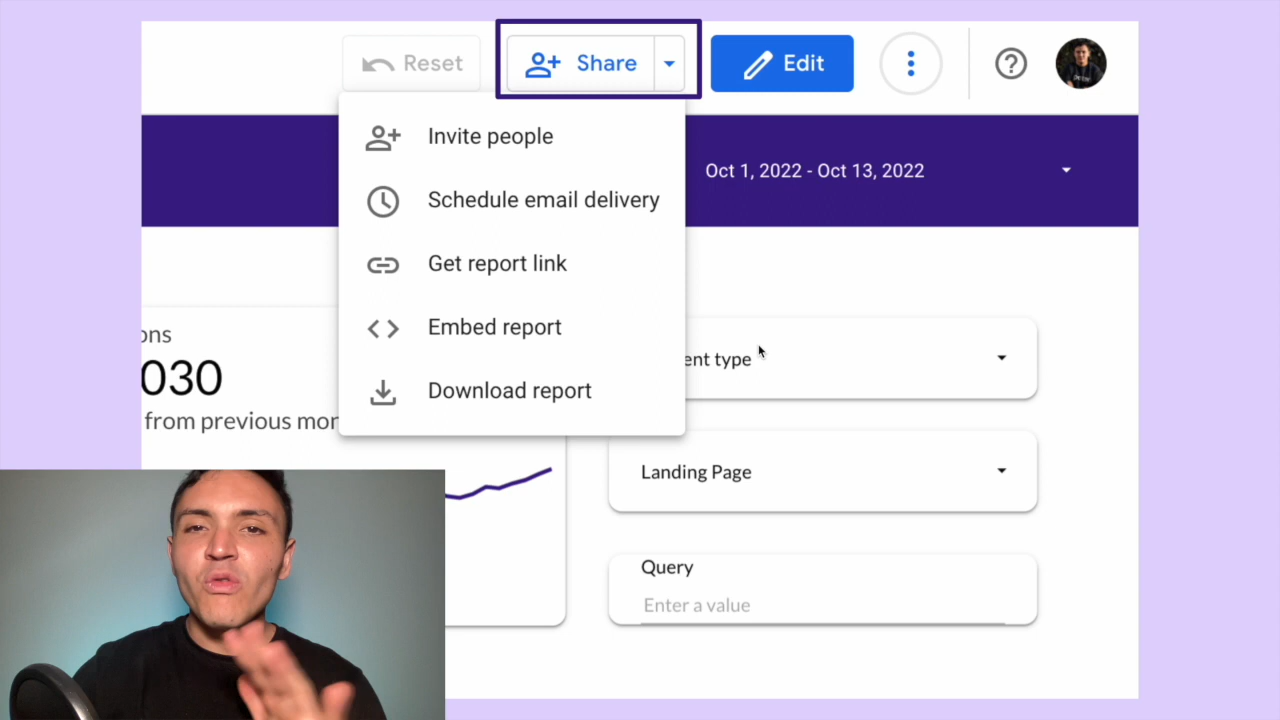 Reset
Share
Edit
Invite people
Schedule email delivery
Get report link
Embed report
Download report
Oct 1, 2022 - Oct 13, 2022
ons
030
from previous mor
ent type
Landing Page
Query
Enter a value